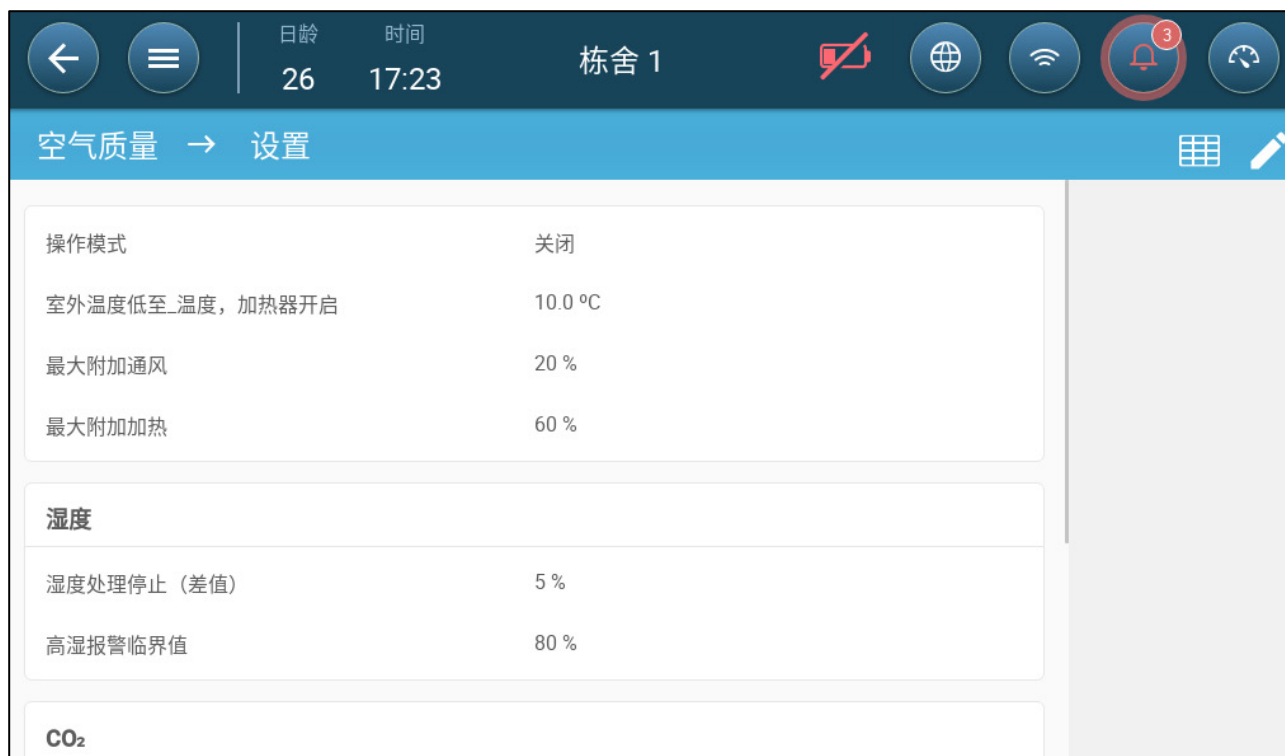 日龄 时间
26 17:23 栋舍 1 3
空气质量 → 设置
操作模式 关闭
室外温度低至_温度，加热器开启 10.0 ºC
最大附加通风 20 %
最大附加加热 60 %
湿度
湿度处理停止（差值） 5 %
高湿报警临界值 80 %
CO₂